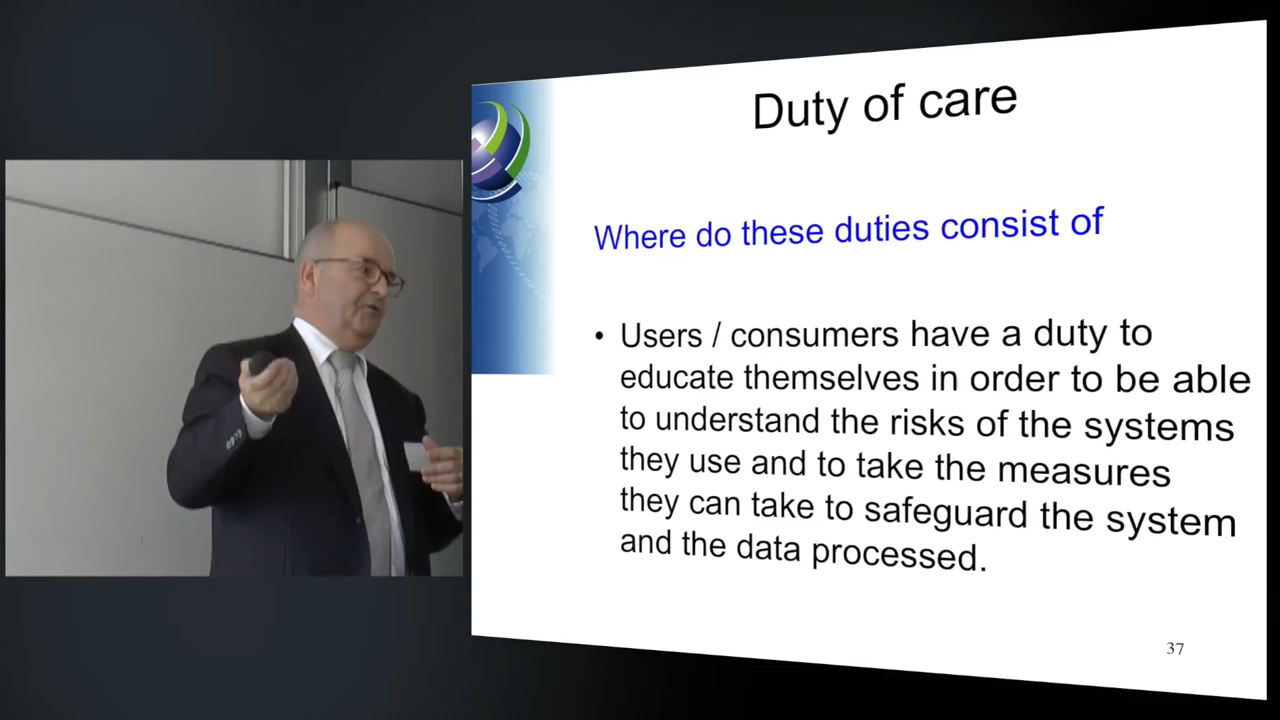 Duty of care
Where do these duties consist of
• Users / consumers have a duty to
educate themselves in order to be able
to understand the risks of the systems
they use and to take the measures
they can take to safeguard the system
and the data processed.
37